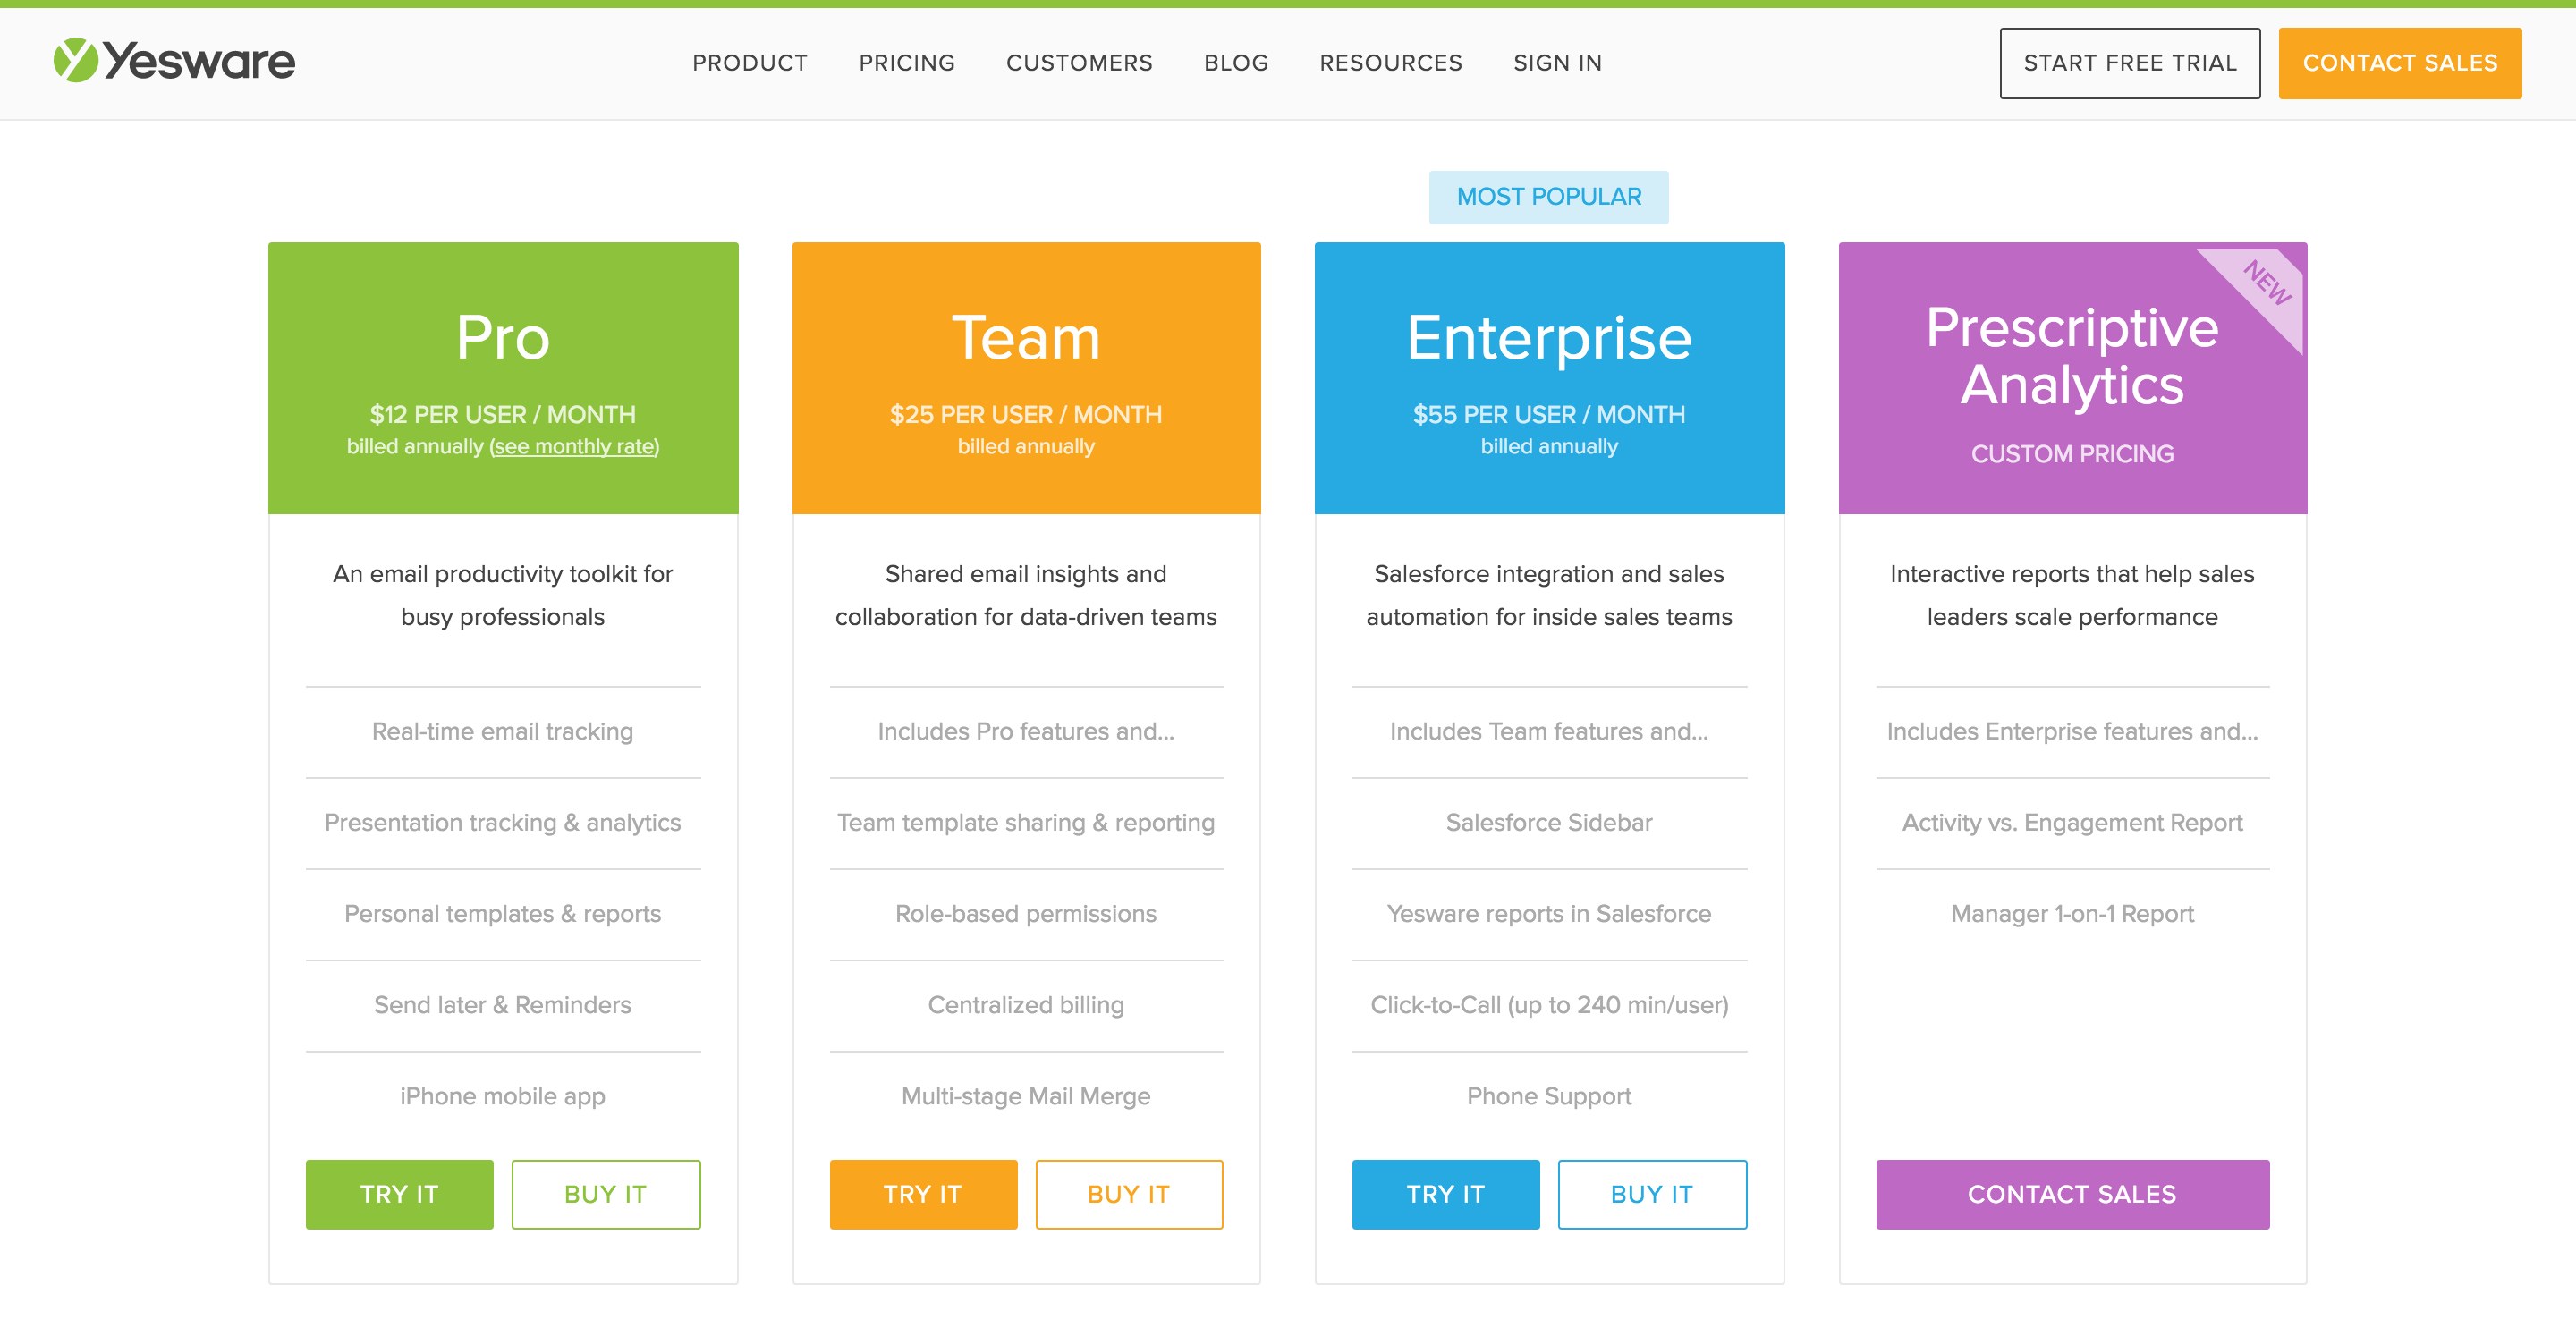 Yesware
PRODUCT
PRICING
CUSTOMERS
BLOG
RESOURCES
SIGN IN
START FREE TRIAL
CONTACT SALES
Pro
$12 PER USER / MONTH
billed annually (see monthly rate)
An email productivity toolkit for
busy professionals
Real-time email tracking
Presentation tracking & analytics
Personal templates & reports
Send later & Reminders
iPhone mobile app
TRY IT
BUY IT
Team
$25 PER USER / MONTH
billed annually
Shared email insights and
collaboration for data-driven teams
Includes Pro features and...
Team template sharing & reporting
Role-based permissions
Centralized billing
Multi-stage Mail Merge
TRY IT
BUY IT
MOST POPULAR
Enterprise
$55 PER USER / MONTH
billed annually
Salesforce integration and sales
automation for inside sales teams
Includes Team features and...
Salesforce Sidebar
Yesware reports in Salesforce
Click-to-Call (up to 240 min/user)
Phone Support
TRY IT
BUY IT
NEW
Prescriptive
Analytics
CUSTOM PRICING
Interactive reports that help sales
leaders scale performance
Includes Enterprise features and...
Activity vs. Engagement Report
Manager 1-on-1 Report
CONTACT SALES